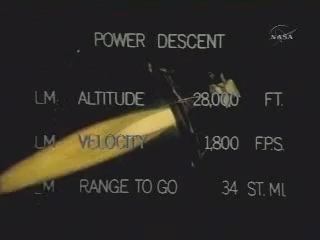 NASA
POWER DESCENT
LM ALTITUDE 28,000 FT.
LM VELOCITY 1,800 F.P.S.
LM RANGE TO GO 34 ST. MI.